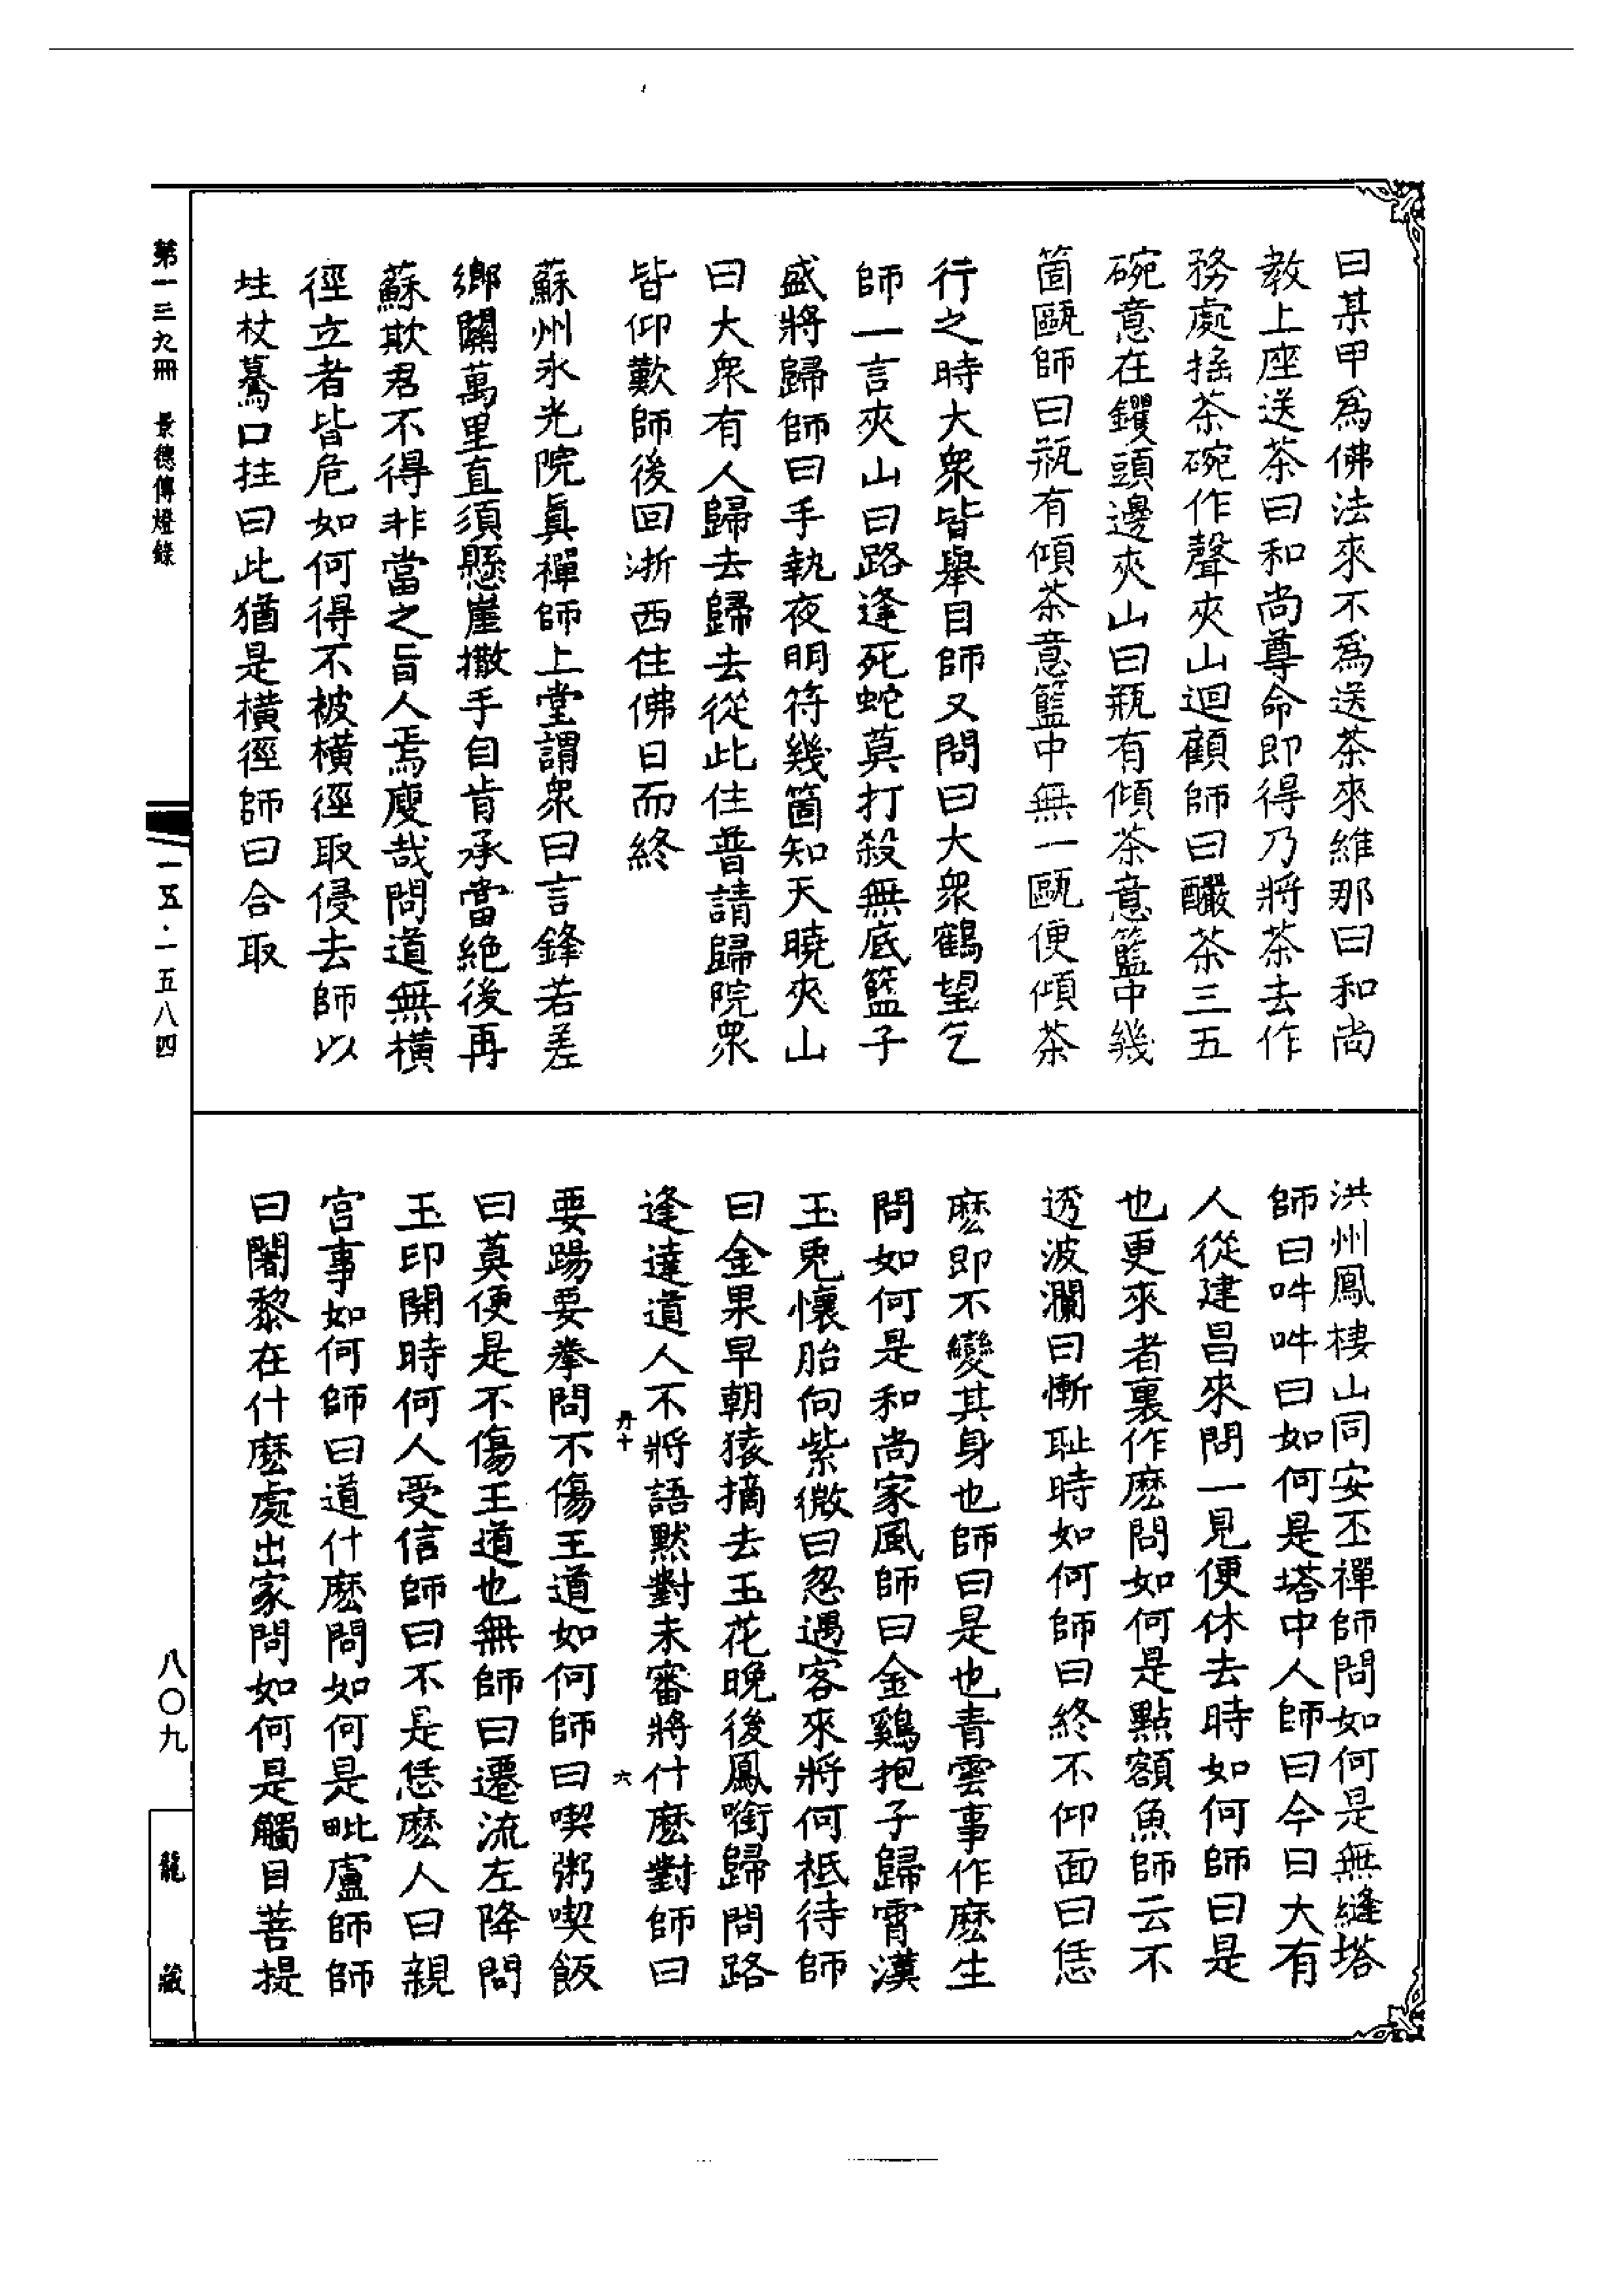 曰某甲為佛法來不為送茶來維那曰和尚
教上座送茶曰和尚尊命即得乃將茶去作
務處搖茶碗作聲夾山迴顧師曰釅茶三五
碗意在钁頭邊夾山曰瓶有傾茶意籃中幾
箇甌師曰瓶有傾茶意籃中無一甌便傾茶
行之時大衆皆舉目師又問曰大衆鶴望乞
師一言夾山曰路逢死蛇莫打殺無底籃子
盛將歸師曰手執夜明符幾箇知天曉夾山
曰大衆有人歸去歸去從此住普請歸院衆
皆仰歎師後回浙西住佛日而終
蘇州永光院真禪師上堂謂衆曰言鋒若差
鄉關萬里直須懸崖撒手自肯承當絕後再
蘇欺君不得非當之旨人焉廋哉問道無橫
徑立者皆危如何得不被橫徑取侵去師以
拄杖驀口拄曰此猶是橫徑師曰合取
洪州鳳棲山同安丕禪師問如何是無縫塔
師曰吽吽曰如何是塔中人師曰今日大有
人從建昌來問一見便休去時如何師曰是
也更來者裏作麽問如何是點額魚師云不
透波瀾曰慚耻時如何師曰終不仰面曰恁
麽即不變其身也師曰是也青雲事作麽生
問如何是和尚家風師曰金鷄抱子歸霄漢
玉兎懷胎向紫微曰忽遇客來將何祗待師
曰金果早朝猿摘去玉花晚後鳳銜歸問路
逢達道人不將語默對未審將什麽對師曰
丹十
六
要踢要拳問不傷王道如何師曰喫粥喫飯
曰莫便是不傷王道也無師曰遷流左降問
玉印開時何人受信師曰不是恁麽人曰親
宮事如何師曰道什麽問如何是毗盧師師
曰闍黎在什麽處出家問如何是觸目菩提
第一三九冊 景德傳燈錄
一五·一五八四
八〇九
龍藏